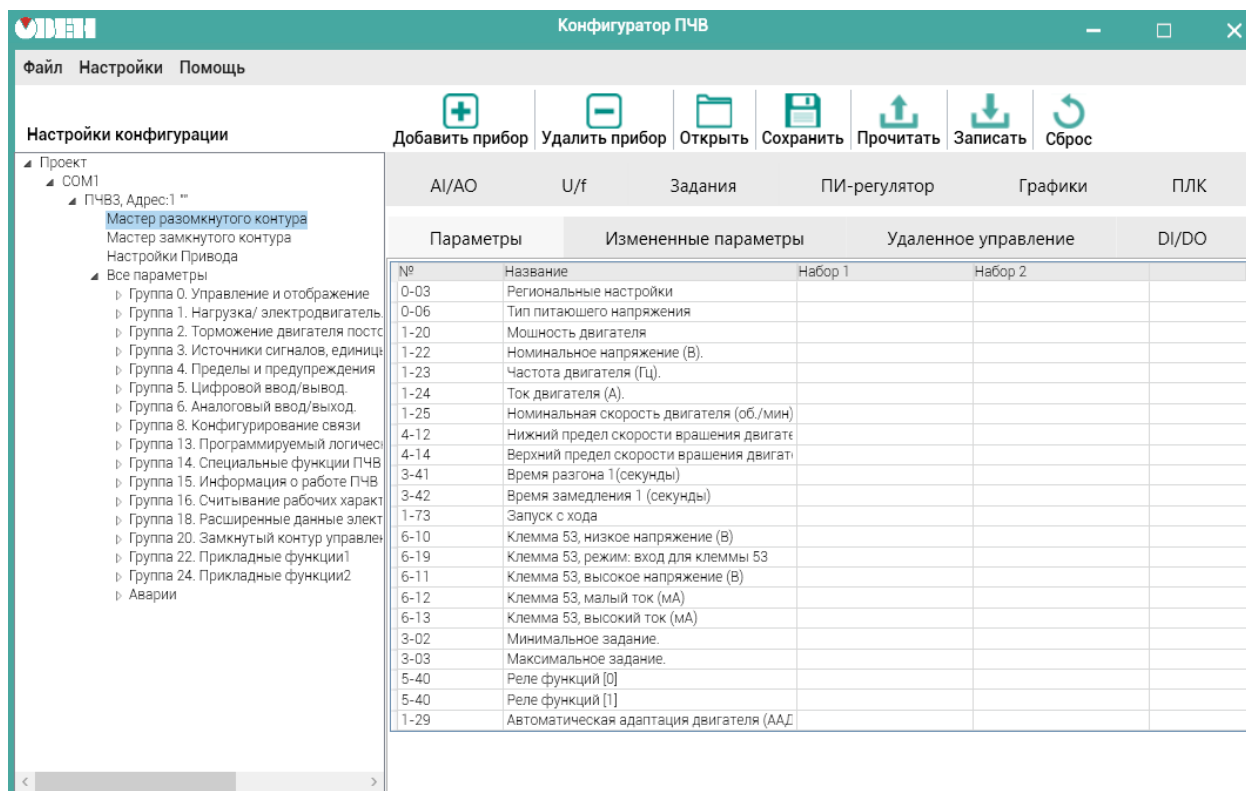 ОВЕН
Конфигуратор ПЧВ
Файл Настройки Помощь
Настройки конфигурации
Добавить прибор Удалить прибор Открыть Сохранить Прочитать Записать Сброс
Проект
COM1
ПЧВ3, Адрес:1 ""
Мастер разомкнутого контура
Мастер замкнутого контура
Настройки Привода
Все параметры
Группа 0. Управление и отображение
Группа 1. Нагрузка/ электродвигатель.
Группа 2. Торможение двигателя постс
Группа 3. Источники сигналов, единиць
Группа 4. Пределы и предупреждения
Группа 5. Цифровой ввод/вывод.
Группа 6. Аналоговый ввод/выход.
Группа 8. Конфигурирование связи
Группа 13. Программируемый логичес
Группа 14. Специальные функции ПЧВ
Группа 15. Информация о работе ПЧВ
Группа 16. Считывание рабочих характ
Группа 18. Расширенные данные элект
Группа 20. Замкнутый контур управле
Группа 22. Прикладные функции1
Группа 24. Прикладные функции2
Аварии
AI/AO U/f Задания ПИ-регулятор Графики ПЛК
Параметры Измененные параметры Удаленное управление DI/DO
№ Название Набор 1 Набор 2
0-03 Региональные настройки
0-06 Тип питаюшего напряжения
1-20 Мошность двигателя
1-22 Номинальное напряжение (В).
1-23 Частота двигателя (Гц).
1-24 Ток двигателя (А).
1-25 Номинальная скорость двигателя (об./мин)
4-12 Нижний предел скорости врашения двигате
4-14 Верхний предел скорости врашения двигат
3-41 Время разгона 1(секунды)
3-42 Время замедления 1 (секунды)
1-73 Запуск с хода
6-10 Клемма 53, низкое напряжение (В)
6-19 Клемма 53, режим: вход для клеммы 53
6-11 Клемма 53, высокое напряжение (В)
6-12 Клемма 53, малый ток (мА)
6-13 Клемма 53, высокий ток (мА)
3-02 Минимальное задание.
3-03 Максимальное задание.
5-40 Реле функций [0]
5-40 Реле функций [1]
1-29 Автоматическая адаптация двигателя (ААД